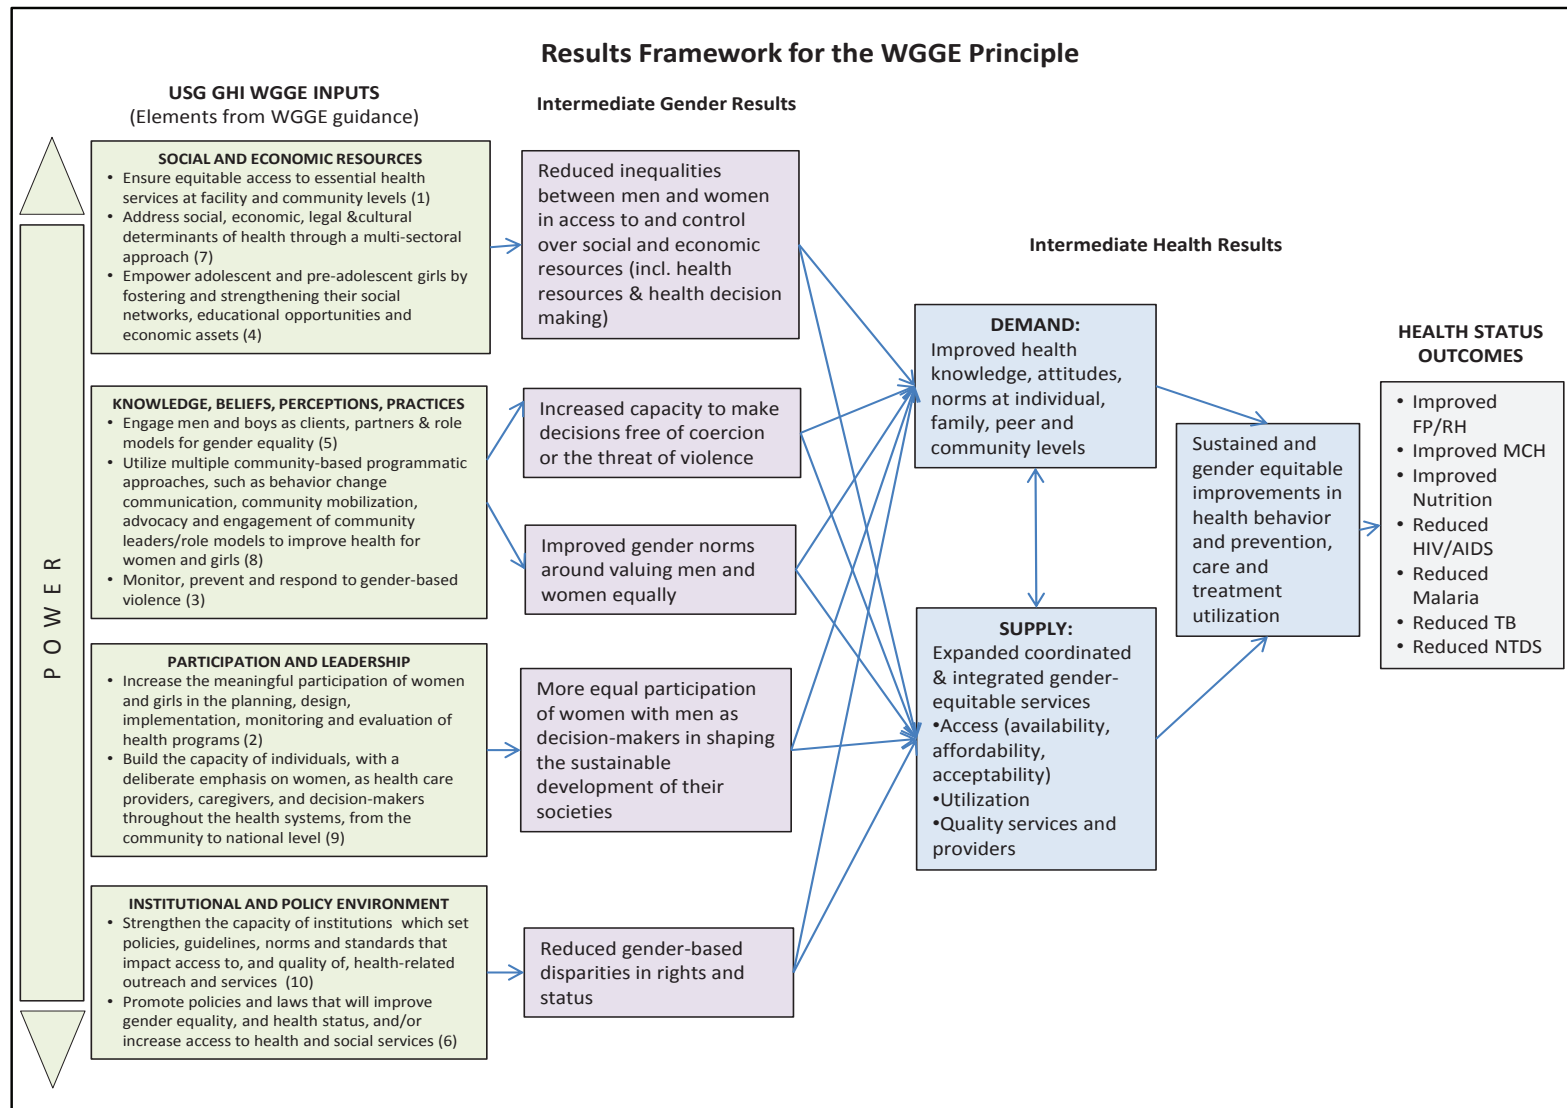 Results Framework for the WGGE Principle
USG GHI WGGE INPUTS
(Elements from WGGE guidance)
Intermediate Gender Results
Intermediate Health Results
HEALTH STATUS
OUTCOMES
POWER
SOCIAL AND ECONOMIC RESOURCES
• Ensure equitable access to essential health
services at facility and community levels (1)
• Address social, economic, legal &cultural
determinants of health through a multi-sectoral
approach (7)
• Empower adolescent and pre-adolescent girls by
fostering and strengthening their social
networks, educational opportunities and
economic assets (4)
KNOWLEDGE, BELIEFS, PERCEPTIONS, PRACTICES
• Engage men and boys as clients, partners & role
models for gender equality (5)
• Utilize multiple community-based programmatic
approaches, such as behavior change
communication, community mobilization,
advocacy and engagement of community
leaders/role models to improve health for
women and girls (8)
• Monitor, prevent and respond to gender-based
violence (3)
PARTICIPATION AND LEADERSHIP
• Increase the meaningful participation of women
and girls in the planning, design,
implementation, monitoring and evaluation of
health programs (2)
• Build the capacity of individuals, with a
deliberate emphasis on women, as health care
providers, caregivers, and decision-makers
throughout the health systems, from the
community to national level (9)
INSTITUTIONAL AND POLICY ENVIRONMENT
• Strengthen the capacity of institutions which set
policies, guidelines, norms and standards that
impact access to, and quality of, health-related
outreach and services (10)
• Promote policies and laws that will improve
gender equality, and health status, and/or
increase access to health and social services (6)
Reduced inequalities
between men and women
in access to and control
over social and economic
resources (incl. health
resources & health decision
making)
Increased capacity to make
decisions free of coercion
or the threat of violence
Improved gender norms
around valuing men and
women equally
More equal participation
of women with men as
decision-makers in shaping
the sustainable
development of their
societies
Reduced gender-based
disparities in rights and
status
DEMAND:
Improved health
knowledge, attitudes,
norms at individual,
family, peer and
community levels
SUPPLY:
Expanded coordinated
& integrated gender-
equitable services
•Access (availability,
affordability,
acceptability)
•Utilization
•Quality services and
providers
Sustained and
gender equitable
improvements in
health behavior
and prevention,
care and
treatment
utilization
• Improved
FP/RH
• Improved MCH
• Improved
Nutrition
• Reduced
HIV/AIDS
• Reduced
Malaria
• Reduced TB
• Reduced NTDS